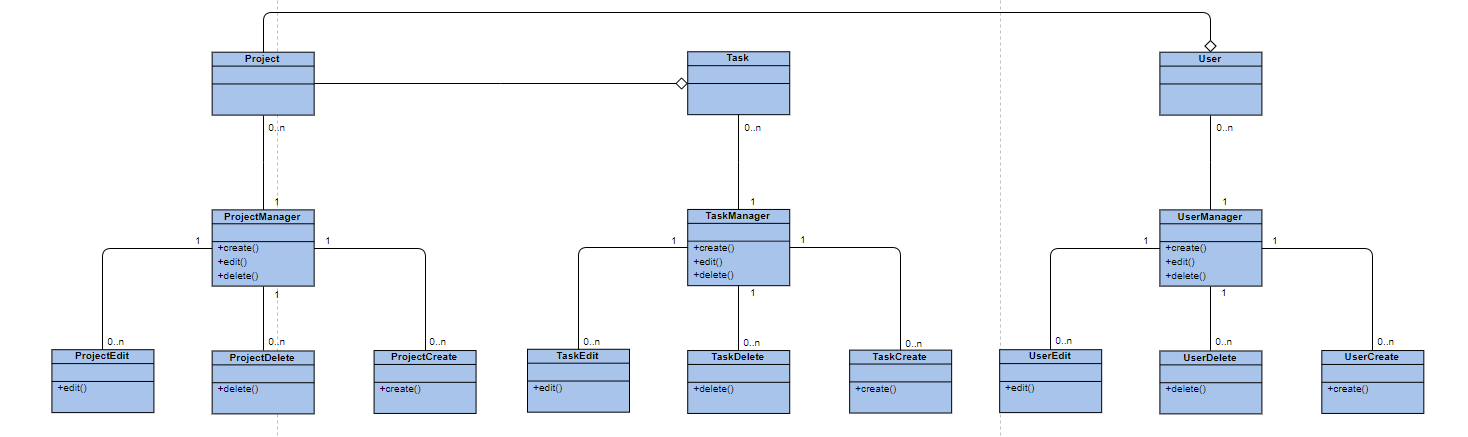 Project
Task
User
0..n
0..n
0..n
1
1
1
ProjectManager
TaskManager
UserManager
1
+create()
+edit()
+delete()
1
1
+create()
+edit()
+delete()
1
1
+create()
+edit()
+delete()
1
1
1
1
0..n
0..n
0..n
0..n
0..n
0..n
0..n
0..n
0..n
ProjectEdit
ProjectDelete
ProjectCreate
TaskEdit
TaskDelete
TaskCreate
UserEdit
UserDelete
UserCreate
+edit()
+delete()
+create()
+edit()
+delete()
+create()
+edit()
+delete()
+create()